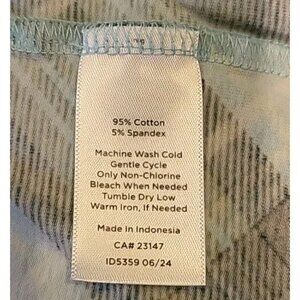 95% Cotton
5% Spandex
Machine Wash Cold
Gentle Cycle
Only Non-Chlorine
Bleach When Needed
Tumble Dry Low
Warm Iron, If Needed
Made In Indonesia
CA# 23147
ID5359 06/24